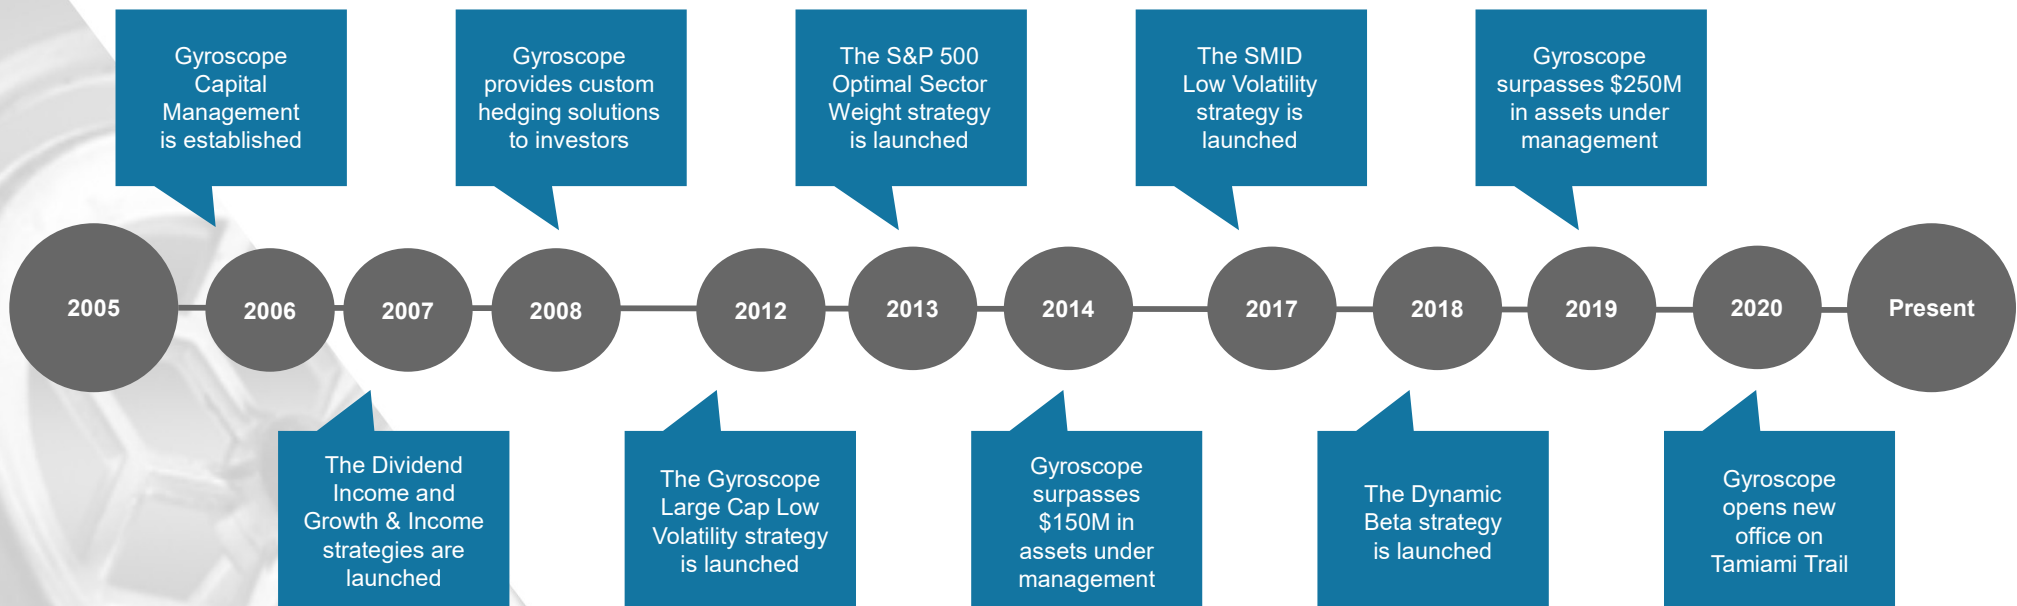 Gyroscope
Capital
Management
is established
Gyroscope
provides custom
hedging solutions
to investors
The S&P 500
Optimal Sector
Weight strategy
is launched
The SMID
Low Volatility
strategy is
launched
Gyroscope
surpasses $250M
in assets under
management
2005
2006
2007
2008
2012
2013
2014
2017
2018
2019
2020
Present
The Dividend
Income and
Growth & Income
strategies are
launched
The Gyroscope
Large Cap Low
Volatility strategy
is launched
Gyroscope
surpasses
$150M in
assets under
management
The Dynamic
Beta strategy
is launched
Gyroscope
opens new
office on
Tamiami Trail